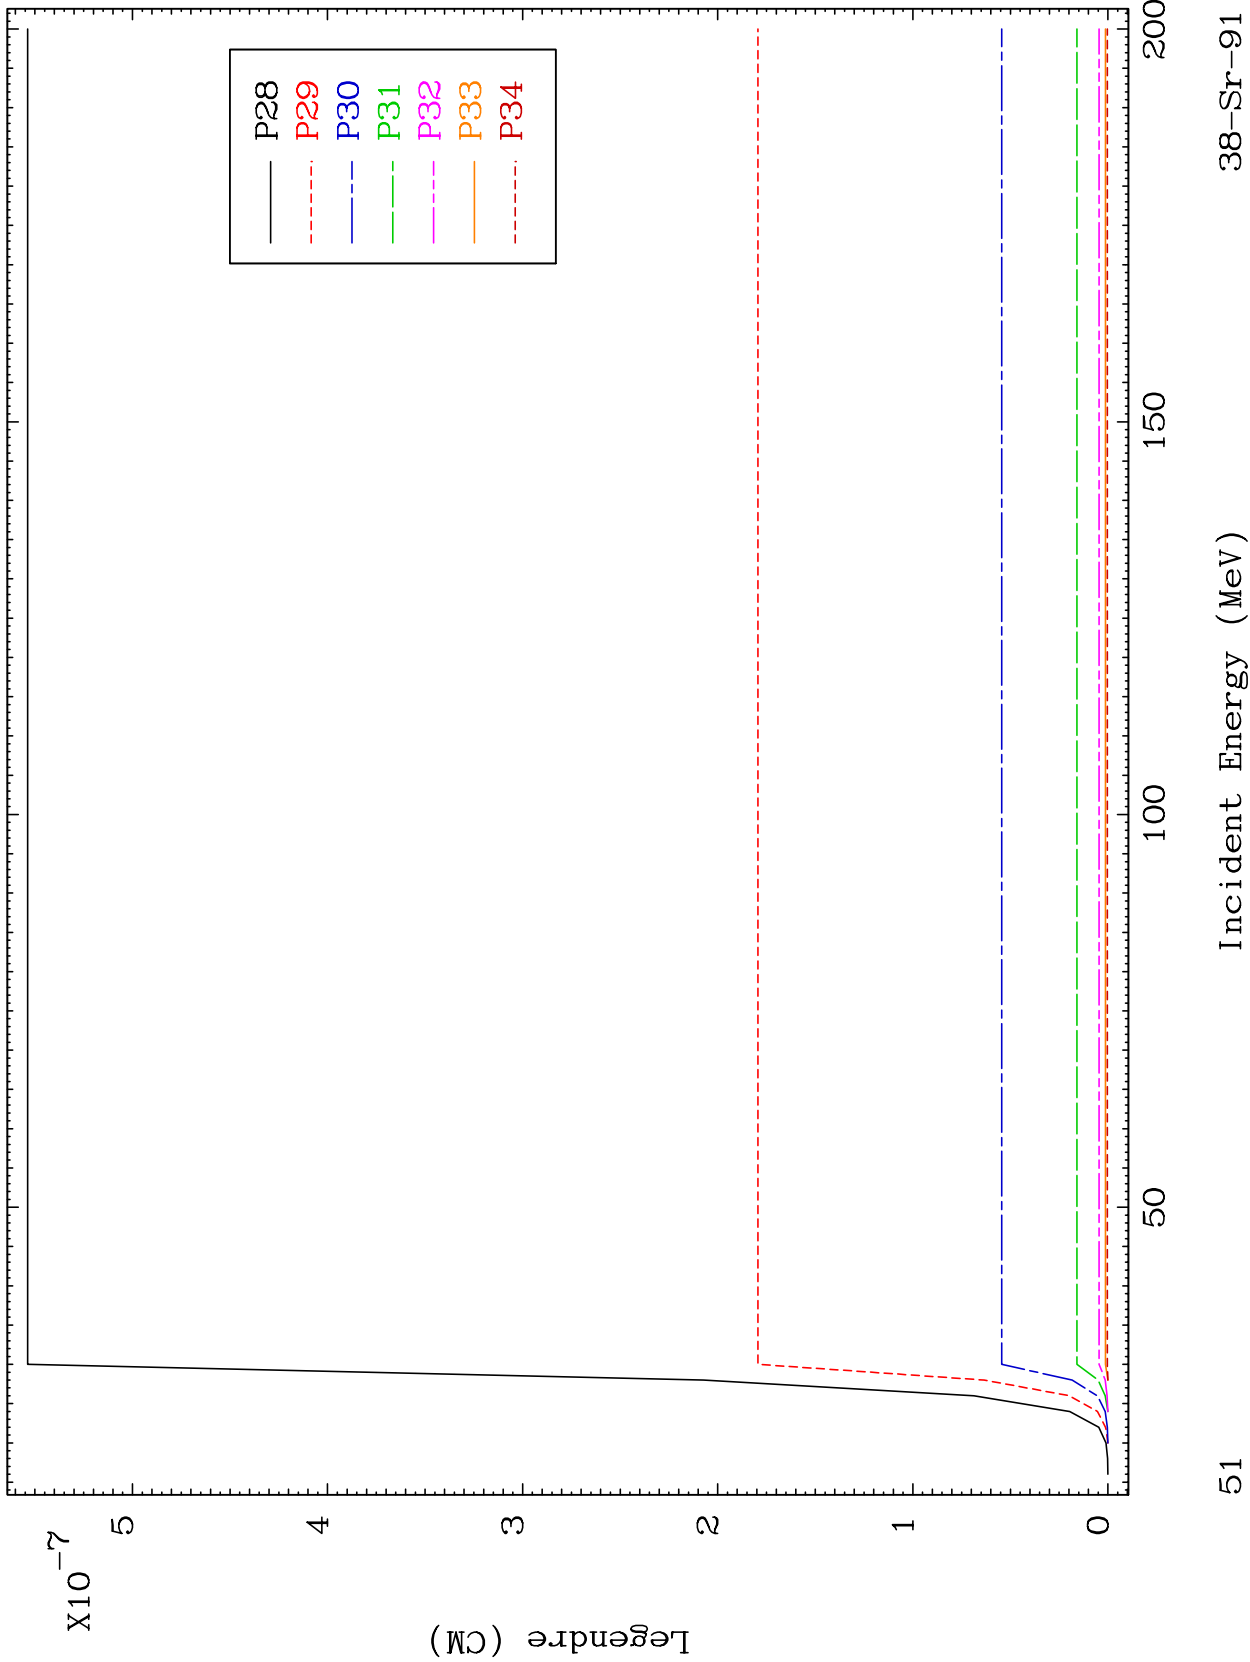 X10-7
Legendre (CM)
5
4
3
2
1
0
P28
P29
P30
P31
P32
P33
P34
50
100
150
200
Incident Energy (MeV)
51
38-Sr-91